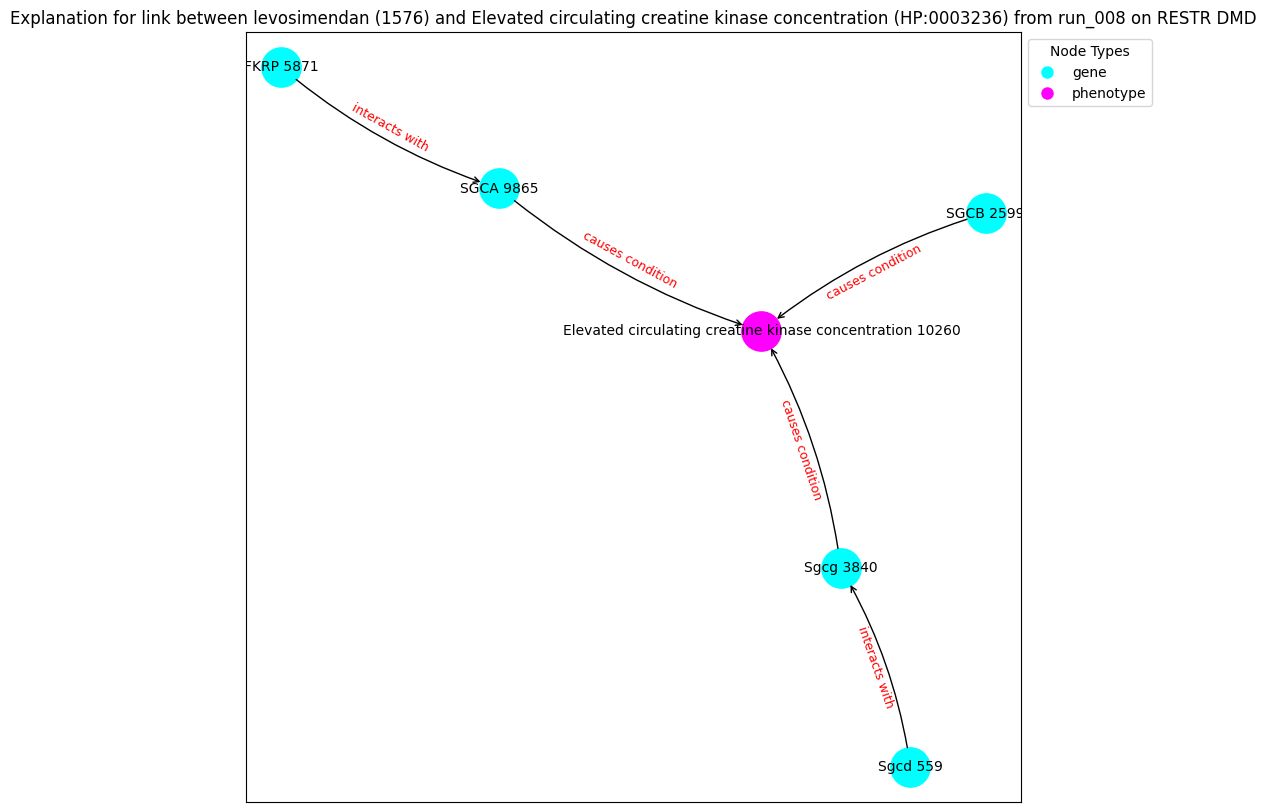 Explanation for link between levosimendan (1576) and Elevated circulating creatine kinase concentration (HP:0003236) from run_008 on RESTR DMD
Node Types
gene
phenotype
FKRP 5871
interacts with
SGCA 9865
SGCB 2599
causes condition
causes condition
Elevated circulating creatine kinase concentration 10260
causes condition
Sgcg 3840
interacts with
Sgcd 559